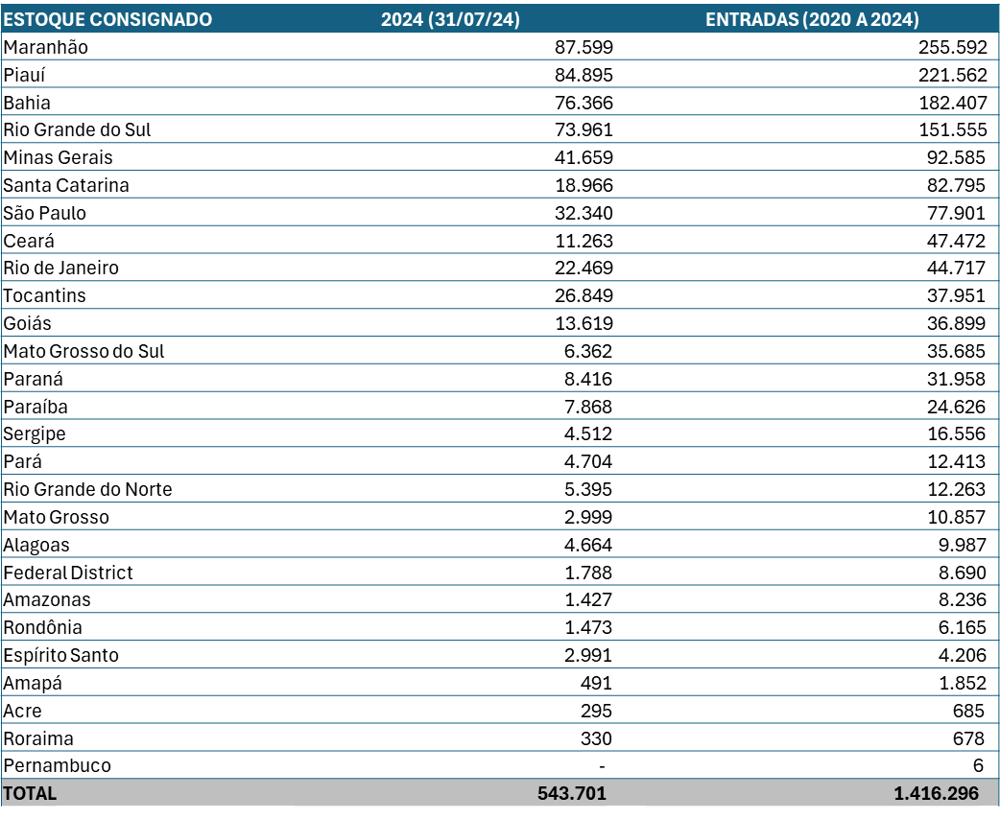 ESTOQUE CONSIGNADO 2024 (31/07/24) ENTRADAS (2020 A 2024)
Maranhão 87.599 255.592
Piauí 84.895 221.562
Bahia 76.366 182.407
Rio Grande do Sul 73.961 151.555
Minas Gerais 41.659 92.585
Santa Catarina 18.966 82.795
São Paulo 32.340 77.901
Ceará 11.263 47.472
Rio de Janeiro 22.469 44.717
Tocantins 26.849 37.951
Goiás 13.619 36.899
Mato Grosso do Sul 6.362 35.685
Paraná 8.416 31.958
Paraíba 7.868 24.626
Sergipe 4.512 16.556
Pará 4.704 12.413
Rio Grande do Norte 5.395 12.263
Mato Grosso 2.999 10.857
Alagoas 4.664 9.987
Federal District 1.788 8.690
Amazonas 1.427 8.236
Rondônia 1.473 6.165
Espírito Santo 2.991 4.206
Amapá 491 1.852
Acre 295 685
Roraima 330 678
Pernambuco - 6
TOTAL 543.701 1.416.296